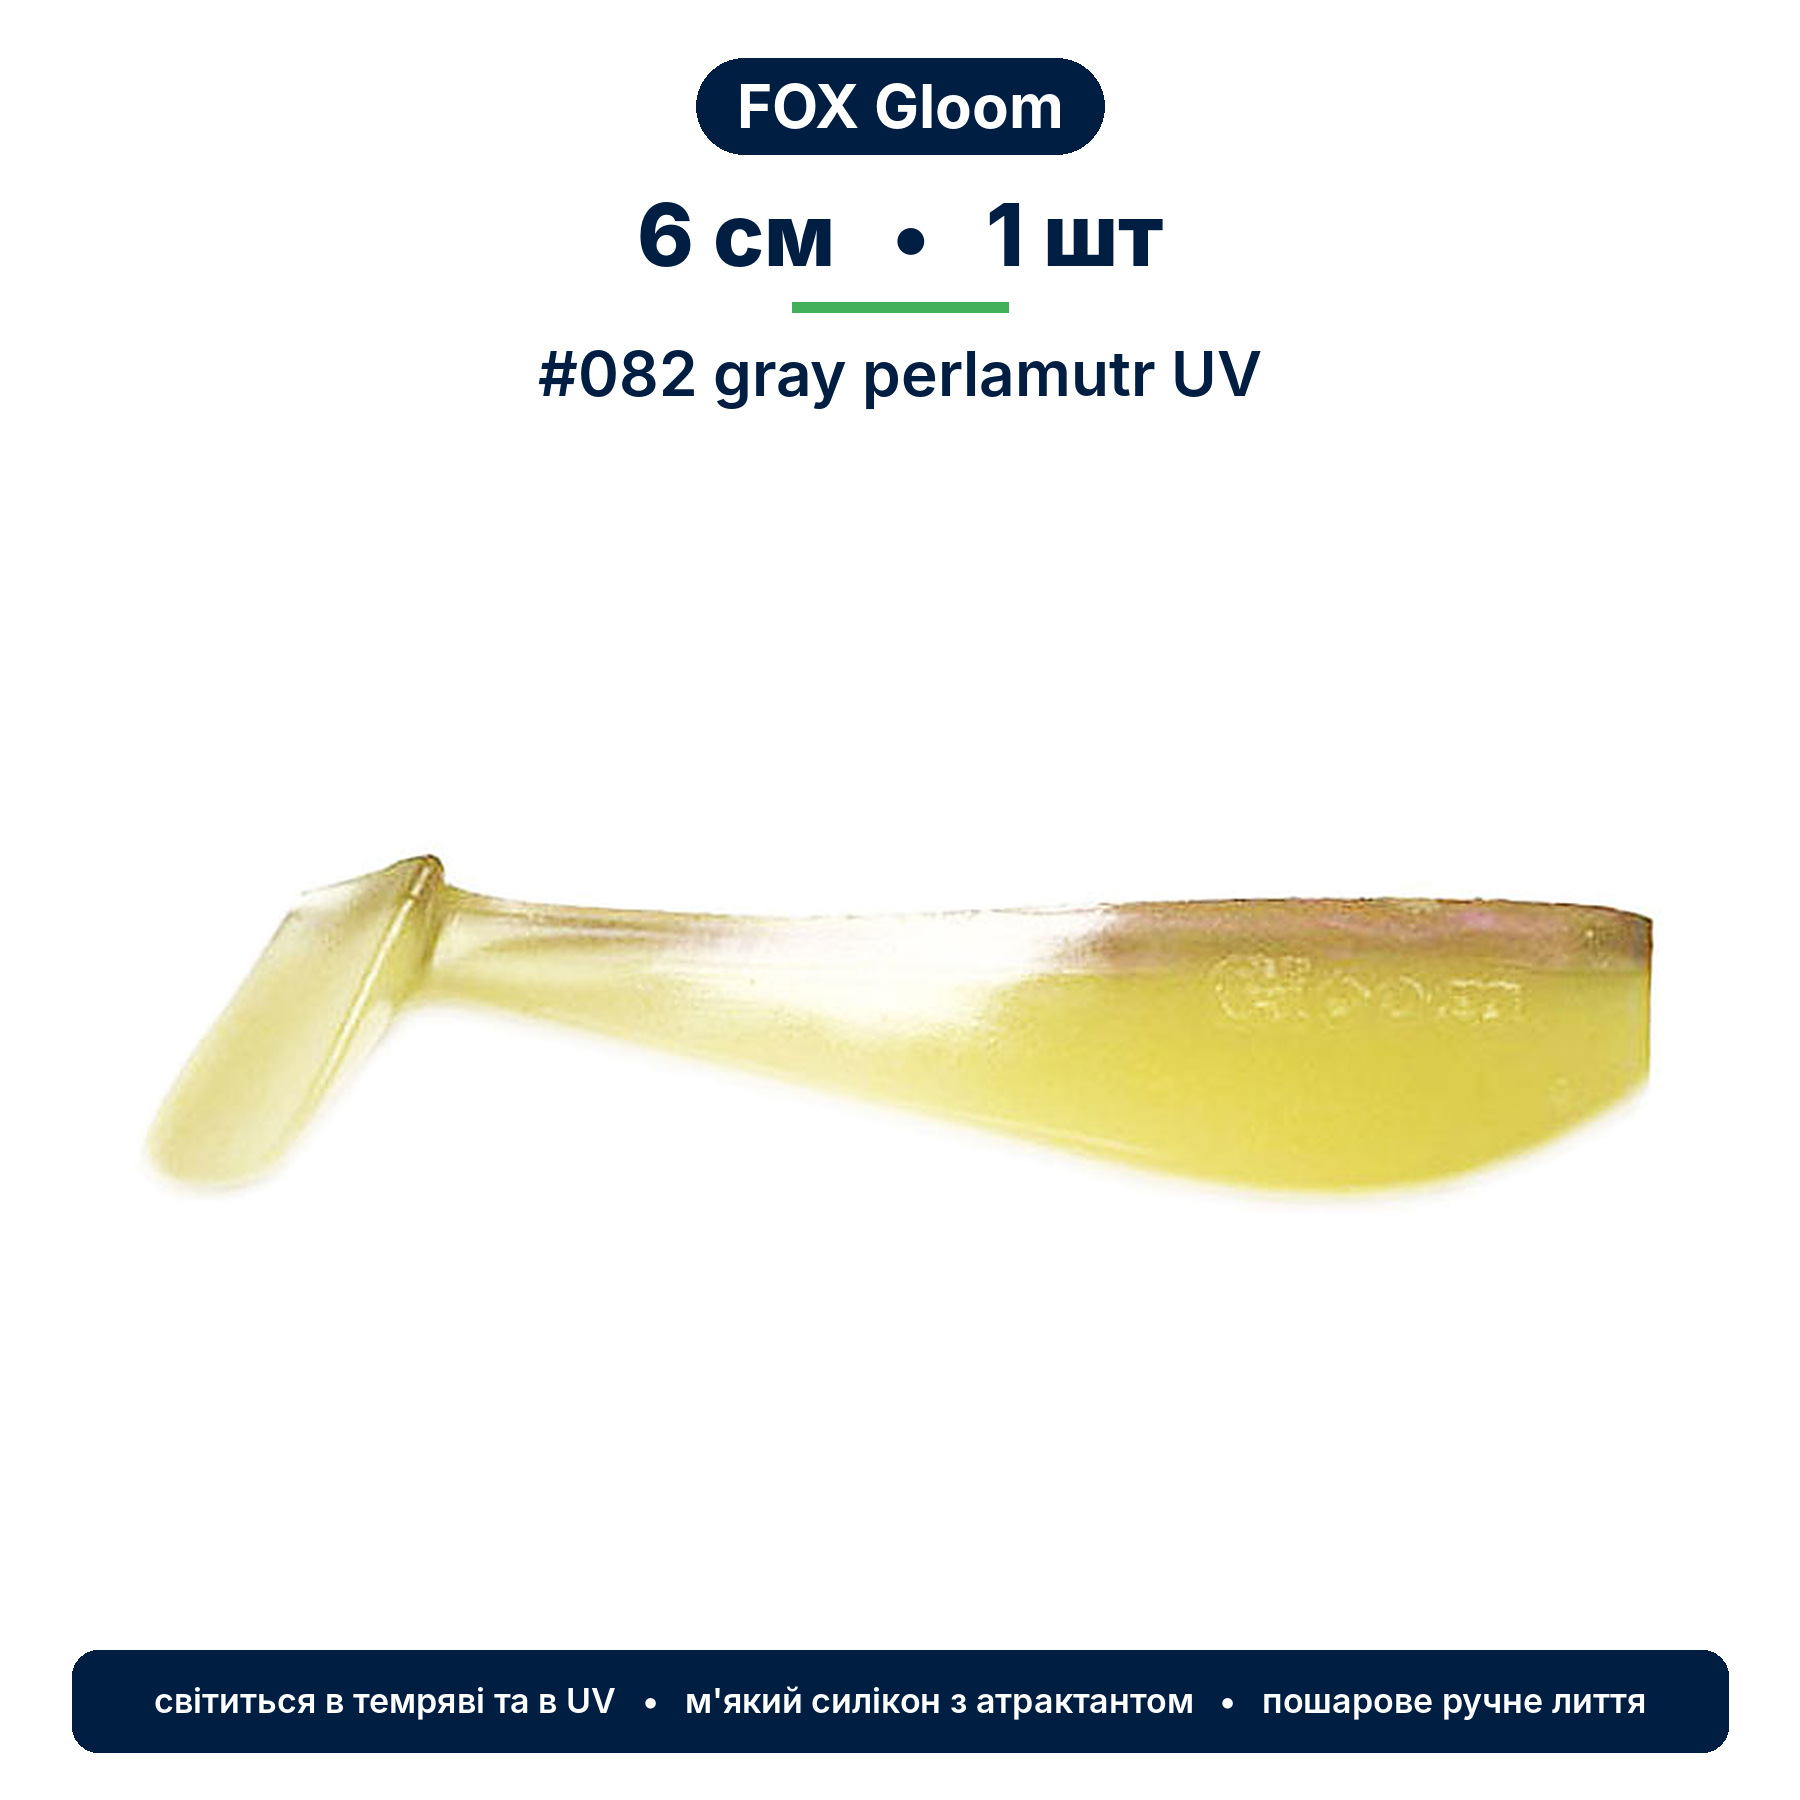 FOX Gloom
6 см • 1 шт
#082 gray perlamutr UV
Gloom
світиться в темряві та в UV • м'який силікон з атрактантом • пошарове ручне лиття